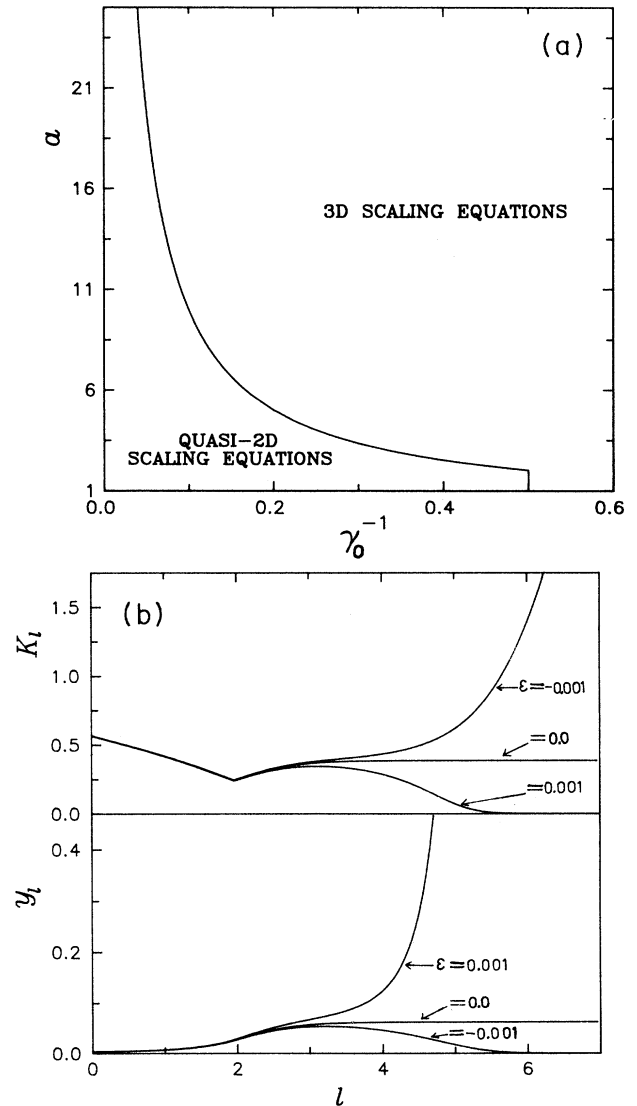 (a)
21
16
11
6
1
a
3D SCALING EQUATIONS
QUASI-2D
SCALING EQUATIONS
0.0 0.2 0.4 0.6
γ₀⁻¹
(b)
1.5
1.0
0.5
0.0
K_l
ε=-0.001
=0.0
=0.001
0.4
0.2
0.0
y_l
ε=0.001
=0.0
=-0.001
0 2 4 6
l